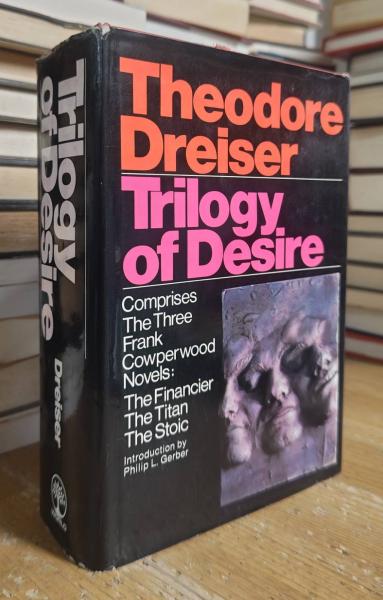 Theodore
Dreiser
Trilogy
of Desire
Comprises
The Three
Frank
Cowperwood
Novels:
The Financier
The Titan
The Stoic
Introduction by
Philip L. Gerber
Trilogy
of Desire
Dreiser
WORLD